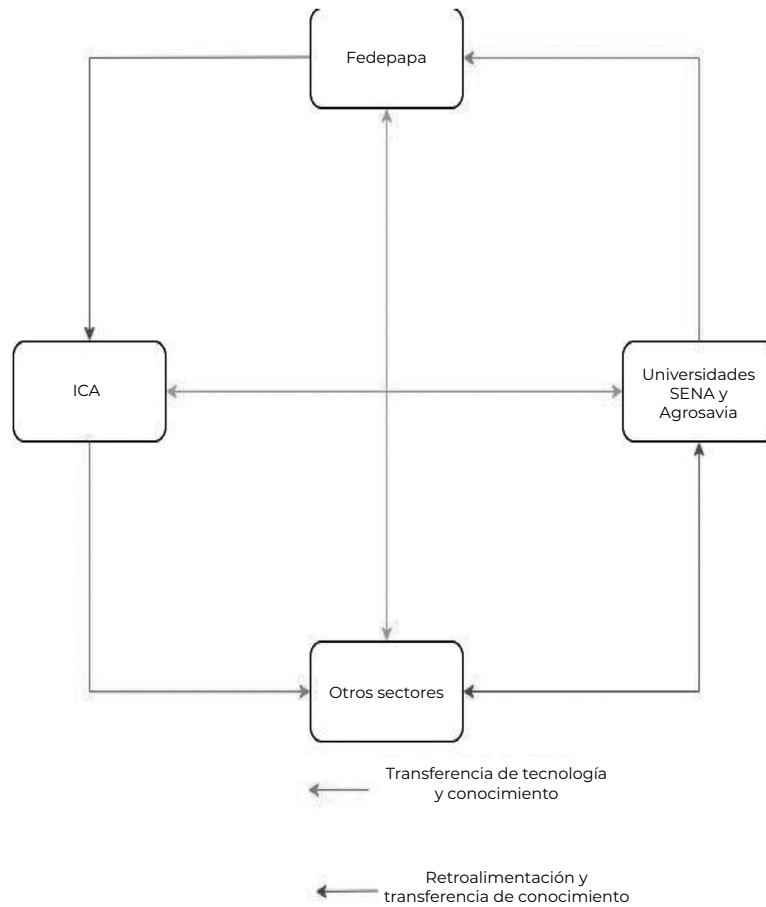 Fedepapa
ICA
Universidades
SENA y
Agrosavia
Otros sectores
Transferencia de tecnología
y conocimiento
Retroalimentación y
transferencia de conocimiento